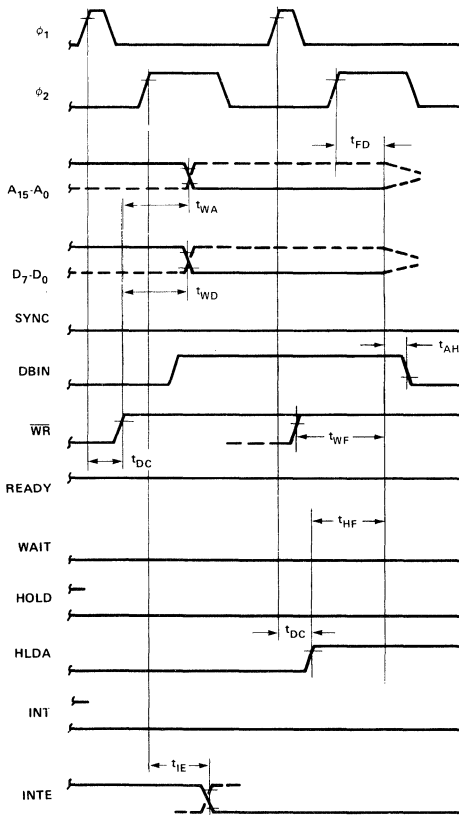 ϕ1
ϕ2
tFD
A15-A0
tWA
D7-D0
tWD
SYNC
tAH
DBIN
WR
tWF
tDC
READY
tHF
WAIT
HOLD
tDC
HLDA
INT
tIE
INTE